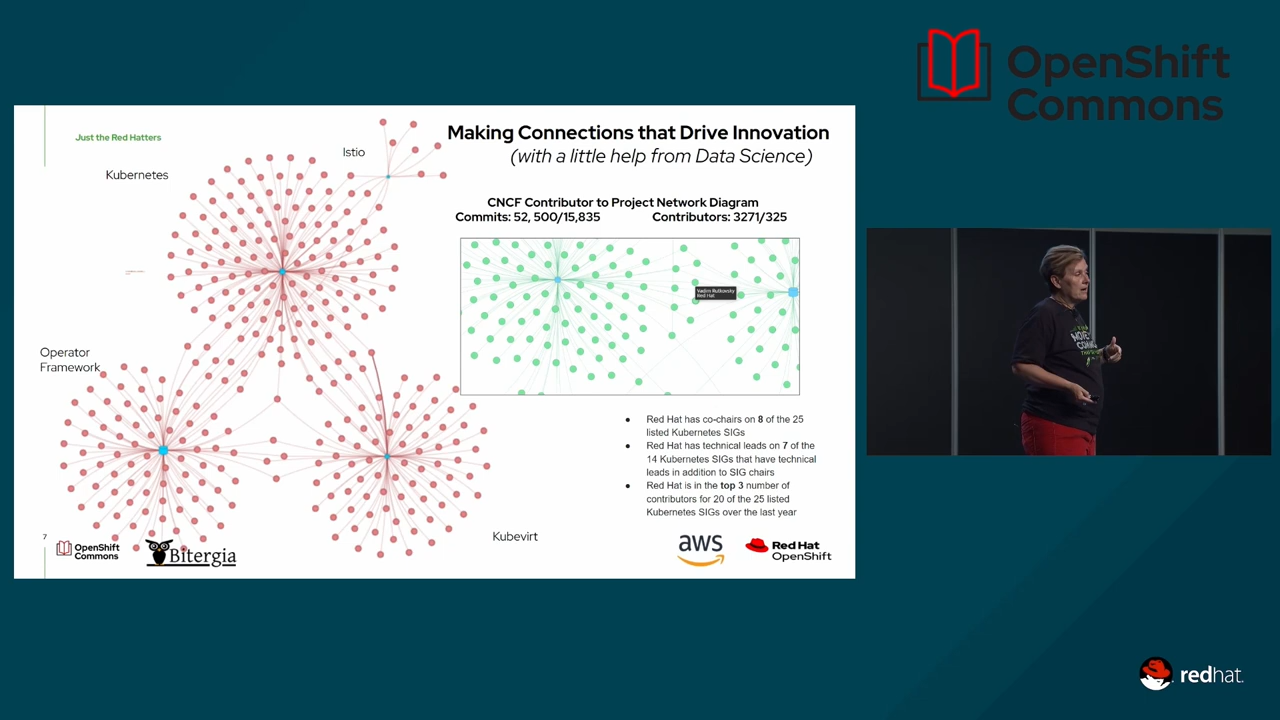 OpenShift
Commons
Just the Red Hatters
Making Connections that Drive Innovation
(with a little help from Data Science)
Istio
Kubernetes
CNCF Contributor to Project Network Diagram
Commits: 52, 500/15,835 Contributors: 3271/325
Vadim Rutkovsky
Red Hat
Operator
Framework
● Red Hat has co-chairs on 8 of the 25
listed Kubernetes SIGs
● Red Hat has technical leads on 7 of the
14 Kubernetes SIGs that have technical
leads in addition to SIG chairs
● Red Hat is in the top 3 number of
contributors for 20 of the 25 listed
Kubernetes SIGs over the last year
Kubevirt
7
OpenShift
Commons
Bitergia
aws
Red Hat
OpenShift
redhat.